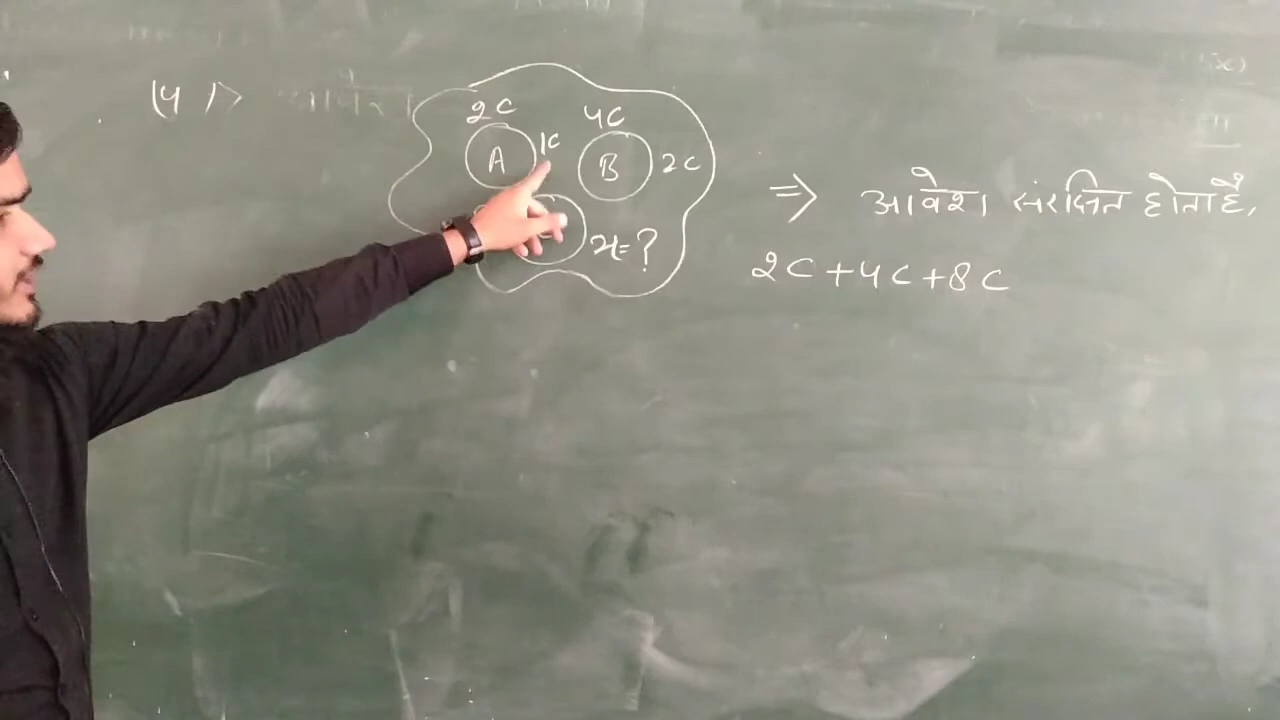 (4)>
2C 4C
A 1C B 2C
x=?
⇒ आवेश संरक्षित होता है,
2C+4C+8C